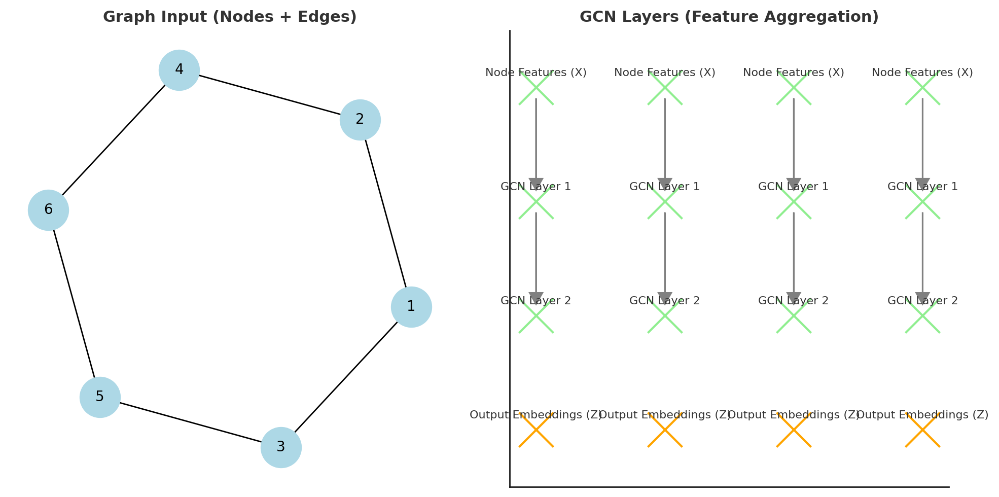 Graph Input (Nodes + Edges)
4
2
6
1
5
3
GCN Layers (Feature Aggregation)
Node Features (X) Node Features (X) Node Features (X) Node Features (X)
GCN Layer 1 GCN Layer 1 GCN Layer 1 GCN Layer 1
GCN Layer 2 GCN Layer 2 GCN Layer 2 GCN Layer 2
Output Embeddings (Z) Output Embeddings (Z) Output Embeddings (Z) Output Embeddings (Z)